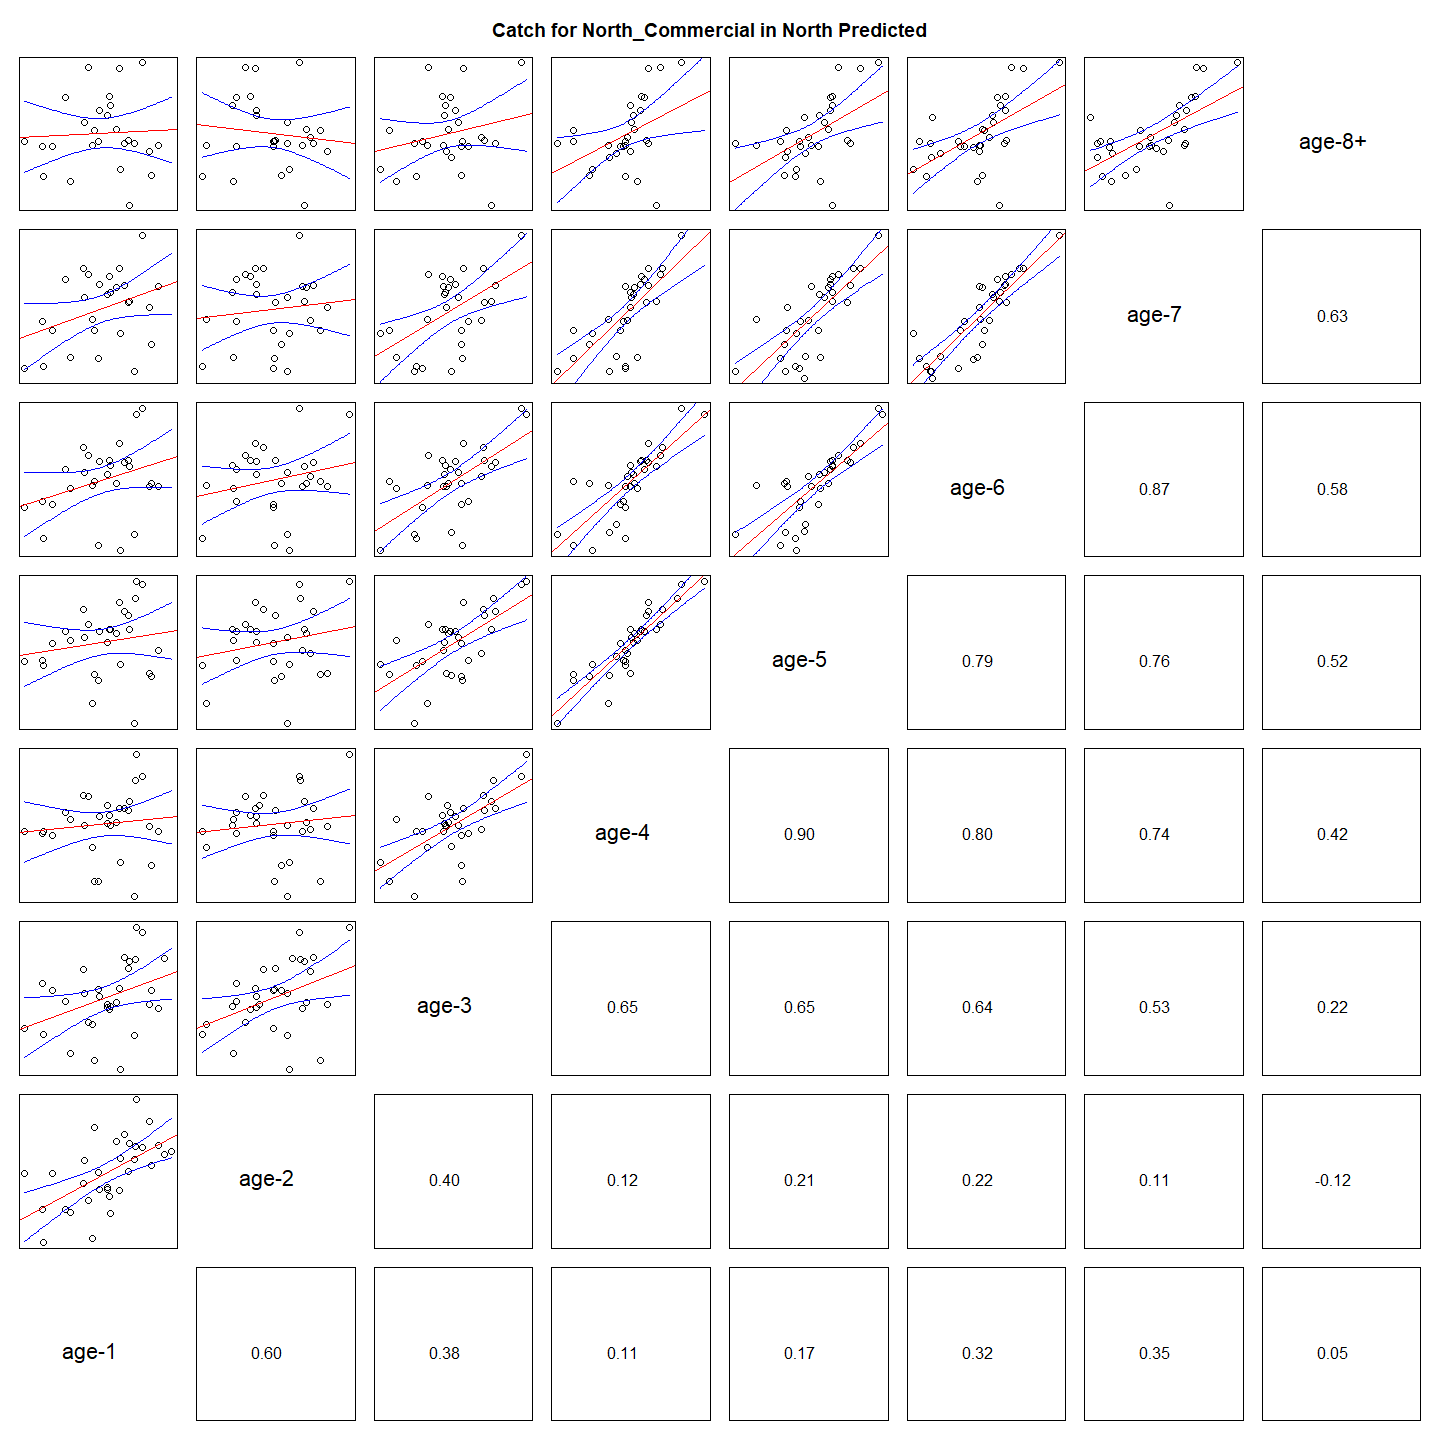 Catch for North_Commercial in North Predicted
age-8+
age-7 0.63
age-6 0.87 0.58
age-5 0.79 0.76 0.52
age-4 0.90 0.80 0.74 0.42
age-3 0.65 0.65 0.64 0.53 0.22
age-2 0.40 0.12 0.21 0.22 0.11 -0.12
age-1 0.60 0.38 0.11 0.17 0.32 0.35 0.05